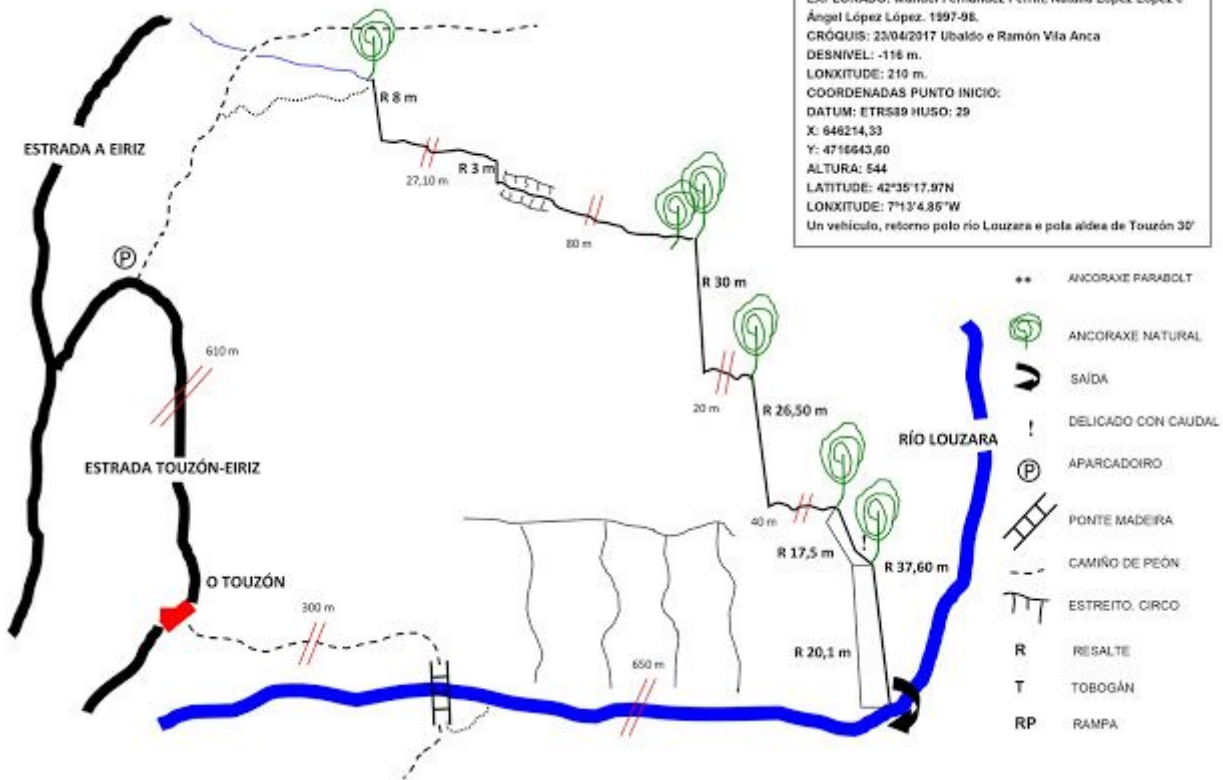 Ángel López López. 1997-98.
CRÓQUIS: 23/04/2017 Ubaldo e Ramón Vila Anca
DESNIVEL: -116 m.
LONXITUDE: 210 m.
COORDENADAS PUNTO INICIO:
DATUM: ETRS89 HUSO: 29
X: 646214,33
Y: 4716643,60
ALTURA: 544
LATITUDE: 42º35'17.97N
LONXITUDE: 7º13'4.85"W
Un vehículo, retorno polo río Louzara e pola aldea de Touzón 30'
R 8 m
ESTRADA A EIRIZ
27,10 m
R 3 m
80 m
P
R 30 m
610 m
20 m
R 26,50 m
ESTRADA TOUZÓN-EIRIZ
RÍO LOUZARA
40 m
R 17,5 m
!
R 37,60 m
O TOUZÓN
300 m
R 20,1 m
650 m
ANCORAXE PARABOLT
ANCORAXE NATURAL
SAÍDA
! DELICADO CON CAUDAL
P APARCADOIRO
PONTE MADEIRA
CAMIÑO DE PEÓN
ESTREITO. CIRCO
R RESALTE
T TOBOGÁN
RP RAMPA